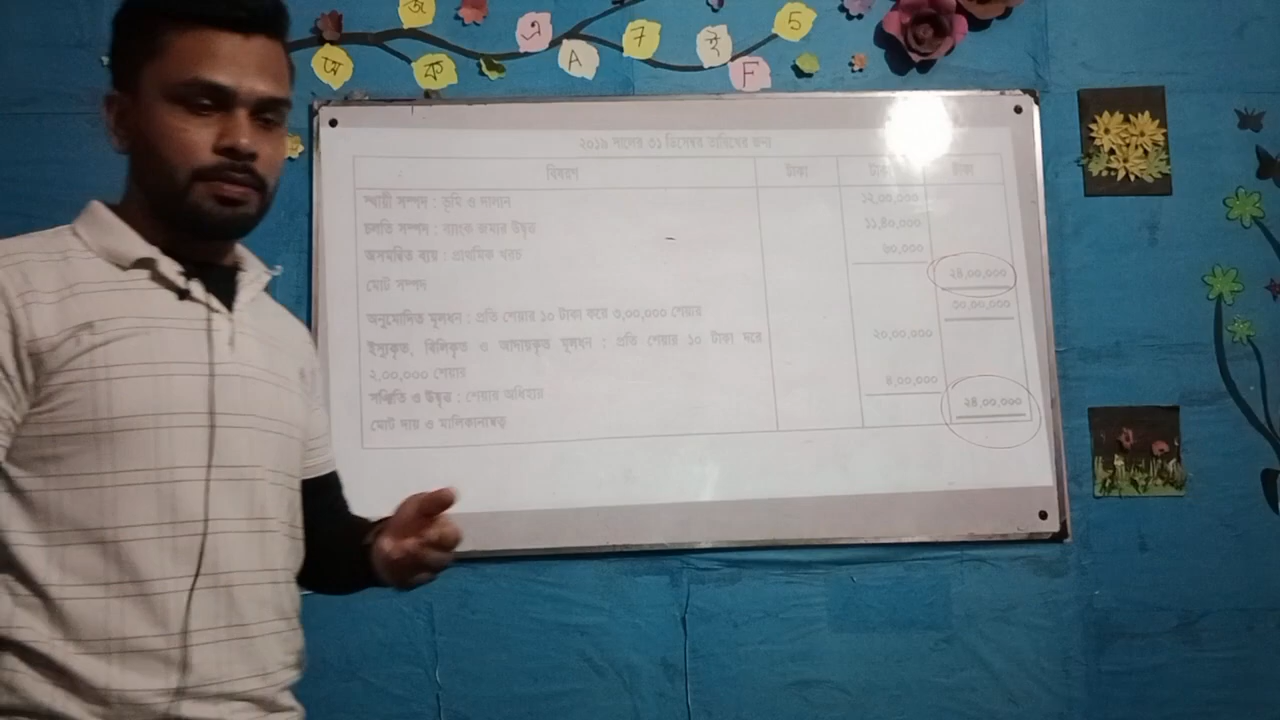 জ
অ
ক
এ
A
7
ই
F
5
২০১৯ সালের ৩১ ডিসেম্বর তারিখের জন্য
বিবরণ টাকা টাকা টাকা
স্থায়ী সম্পদ : ভূমি ও দালান ১২,০০,০০০
চলতি সম্পদ : ব্যাংক জমার উদ্বৃত্ত ১১,৪০,০০০
অসমন্বিত ব্যয় : প্রাথমিক খরচ ৬০,০০০
মোট সম্পদ ২৪,০০,০০০
অনুমোদিত মূলধন : প্রতি শেয়ার ১০ টাকা করে ৩,০০,০০০ শেয়ার ৩০,০০,০০০
ইস্যুকৃত, বিলিকৃত ও আদায়কৃত মূলধন : প্রতি শেয়ার ১০ টাকা দরে ২০,০০,০০০
২,০০,০০০ শেয়ার
সঞ্চিতি ও উদ্বৃত্ত : শেয়ার অধিহার ৪,০০,০০০
মোট দায় ও মালিকানাস্বত্ব ২৪,০০,০০০